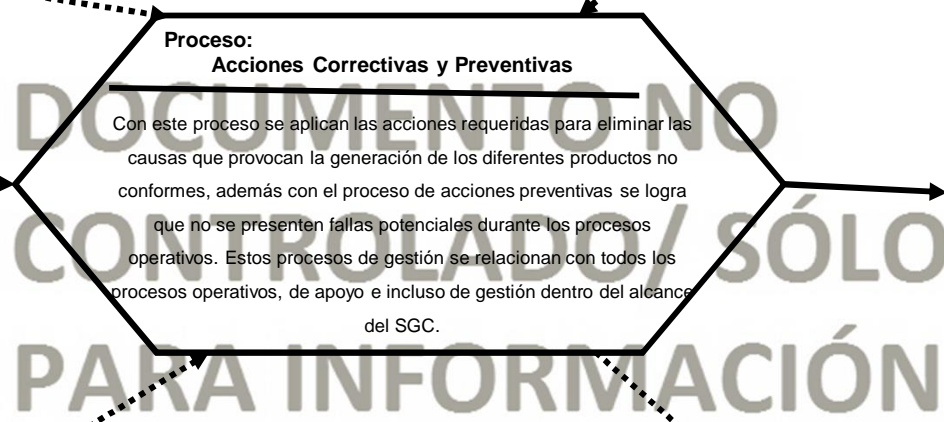 Proceso:
Acciones Correctivas y Preventivas
Con este proceso se aplican las acciones requeridas para eliminar las
causas que provocan la generación de los diferentes productos no
conformes, además con el proceso de acciones preventivas se logra
que no se presenten fallas potenciales durante los procesos
operativos. Estos procesos de gestión se relacionan con todos los
procesos operativos, de apoyo e incluso de gestión dentro del alcance
del SGC.
DOCUMENTO NO
CONTROLADO/ SÓLO
PARA INFORMACIÓN